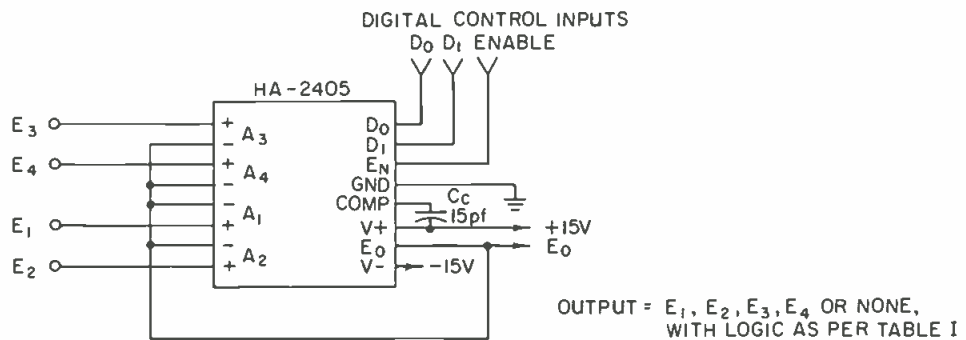 DIGITAL CONTROL INPUTS
D0 D1 ENABLE
HA-2405
E3
+ A3
-
E4
+ A4
-
- A1
E1
+
- A2
E2
+
D0
D1
EN
GND
COMP
Cc
15pf
V+
+15V
E0
E0
V-
-15V
OUTPUT = E1, E2, E3, E4 OR NONE,
WITH LOGIC AS PER TABLE I